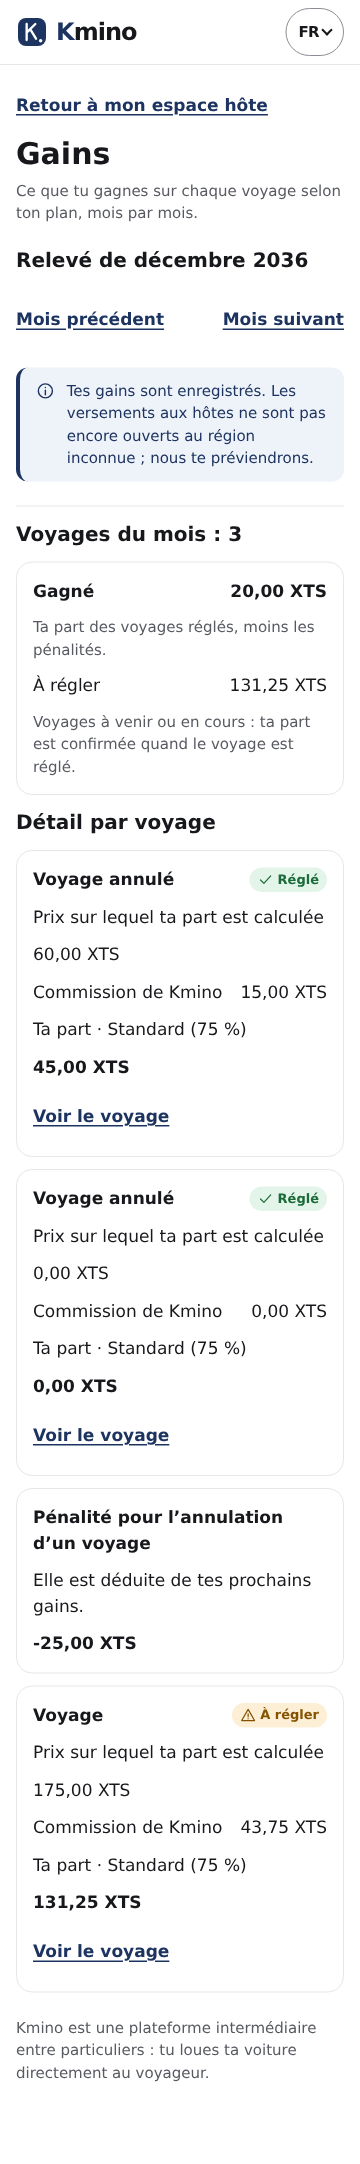 Kmino
FR
Retour à mon espace hôte
Gains
Ce que tu gagnes sur chaque voyage selon
ton plan, mois par mois.
Relevé de décembre 2036
Mois précédent
Mois suivant
Tes gains sont enregistrés. Les
versements aux hôtes ne sont pas
encore ouverts au région
inconnue ; nous te préviendrons.
Voyages du mois : 3
Gagné 20,00 XTS
Ta part des voyages réglés, moins les
pénalités.
À régler 131,25 XTS
Voyages à venir ou en cours : ta part
est confirmée quand le voyage est
réglé.
Détail par voyage
Voyage annulé Réglé
Prix sur lequel ta part est calculée
60,00 XTS
Commission de Kmino 15,00 XTS
Ta part · Standard (75 %)
45,00 XTS
Voir le voyage
Voyage annulé Réglé
Prix sur lequel ta part est calculée
0,00 XTS
Commission de Kmino 0,00 XTS
Ta part · Standard (75 %)
0,00 XTS
Voir le voyage
Pénalité pour l’annulation
d’un voyage
Elle est déduite de tes prochains
gains.
-25,00 XTS
Voyage À régler
Prix sur lequel ta part est calculée
175,00 XTS
Commission de Kmino 43,75 XTS
Ta part · Standard (75 %)
131,25 XTS
Voir le voyage
Kmino est une plateforme intermédiaire
entre particuliers : tu loues ta voiture
directement au voyageur.